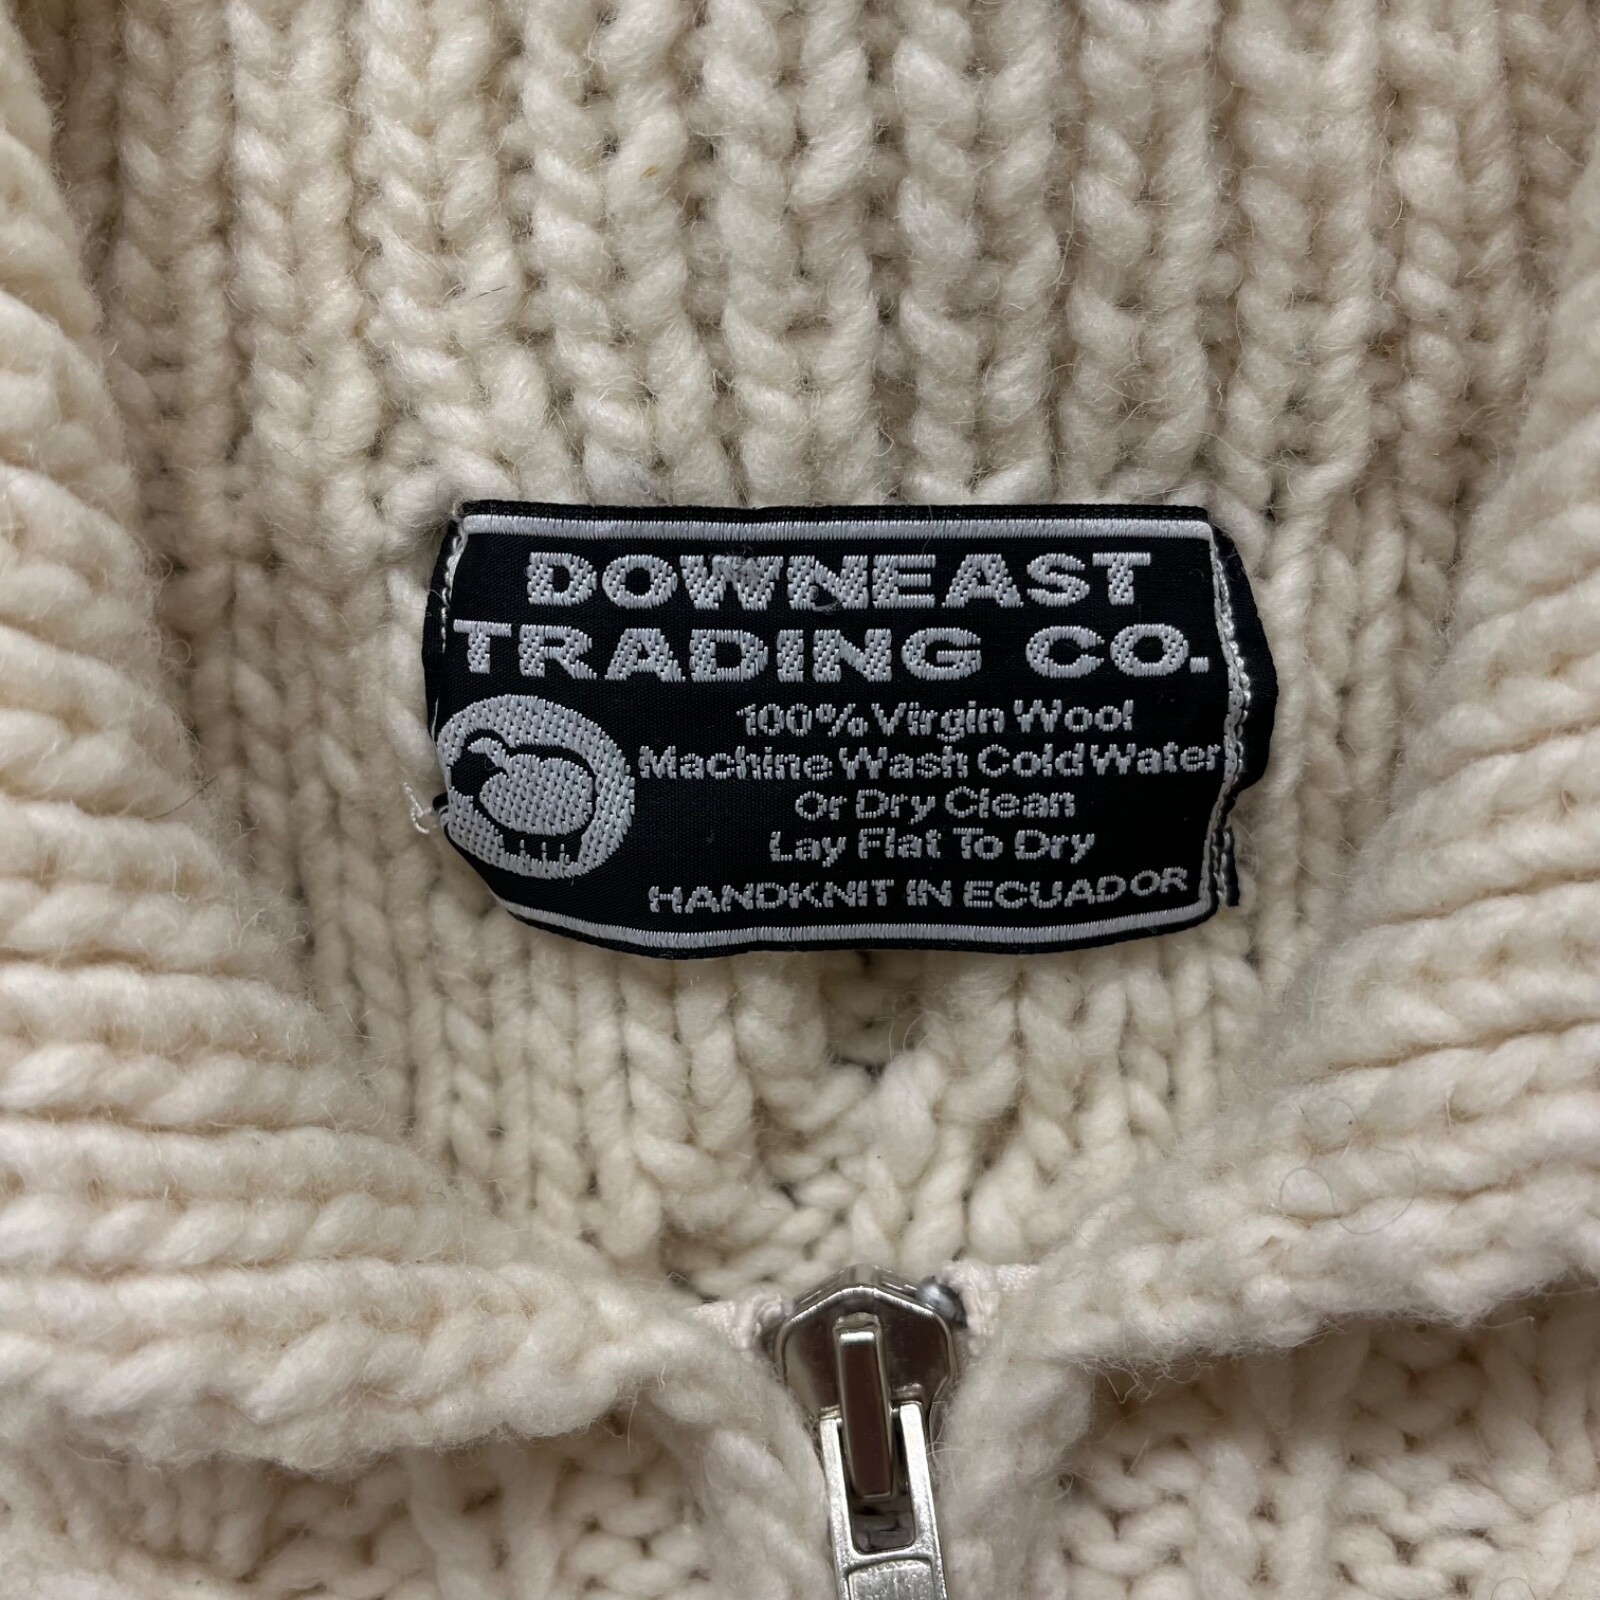 DOWNEAST
TRADING CO.
100% Virgin Wool
Machine Wash Cold Water
Or Dry Clean
Lay Flat To Dry
HANDKNIT IN ECUADOR